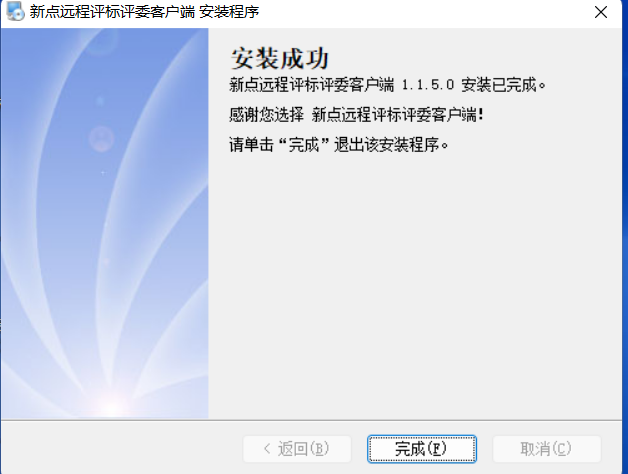 新点远程评标评委客户端 安装程序
安装成功
新点远程评标评委客户端 1.1.5.0 安装已完成。
感谢您选择 新点远程评标评委客户端!
请单击“完成”退出该安装程序。
< 返回(B) 完成(F) 取消(C)